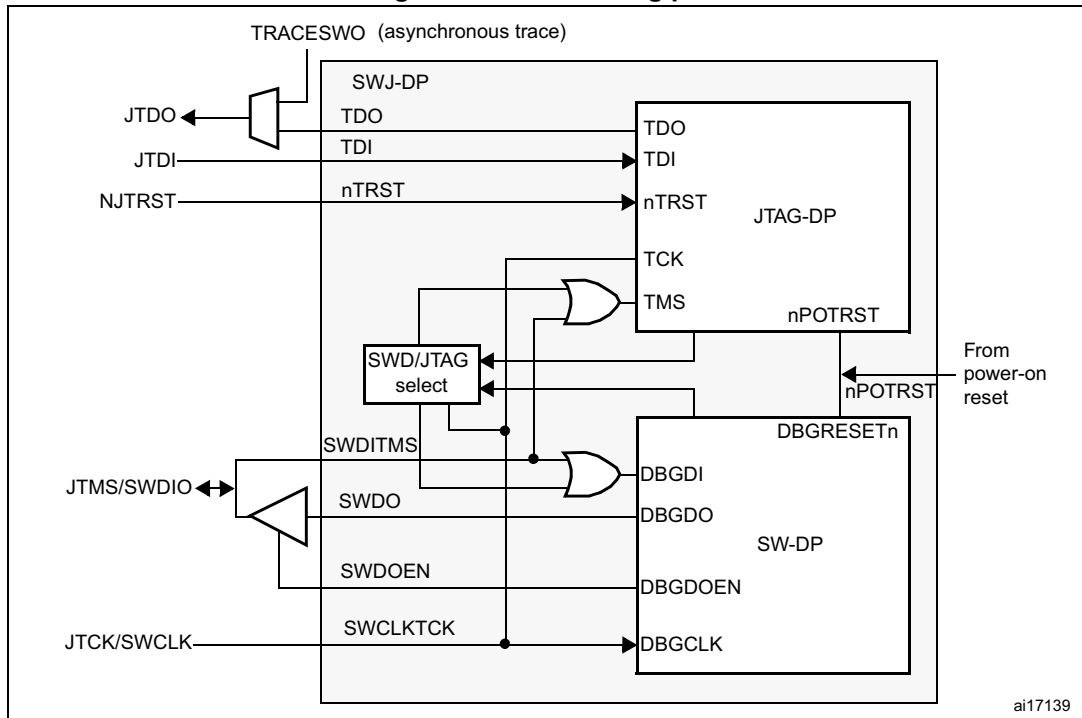 TRACESWO (asynchronous trace)
SWJ-DP
JTDO
TDO
TDO
JTDI
TDI
TDI
NJTRST
nTRST
nTRST
JTAG-DP
TCK
TMS
nPOTRST
SWD/JTAG
select
From
power-on
reset
nPOTRST
DBGRESETn
SWDITMS
DBGDI
JTMS/SWDIO
SWDO
DBGDO
SW-DP
SWDOEN
DBGDOEN
JTCK/SWCLK
SWCLKTCK
DBGCLK
ai17139